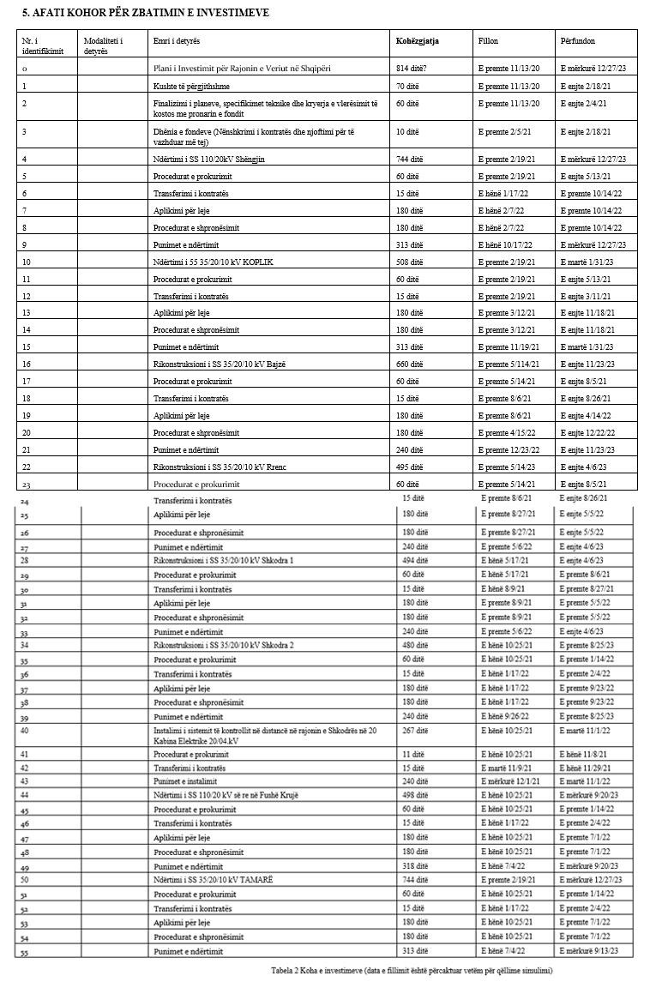 5. AFATI KOHOR PËR ZBATIMIN E INVESTIMEVE
Nr. i identifikimit Modaliteti i detyrës Emri i detyrës Kohëzgjatja Fillon Përfundon
0 Plani i Investimit për Rajonin e Veriut në Shqipëri 814 ditë? E premte 11/13/20 E mërkurë 12/27/23
1 Kushte të përgjithshme 70 ditë E premte 11/13/20 E enjte 2/18/21
2 Finalizimi i planeve, specifikimet teknike dhe kryerja e vlerësimit të 60 ditë E premte 11/13/20 E enjte 2/4/21
kostos me pronarin e fondit
3 Dhënia e fondeve (Nënshkrimi i kontratës dhe njoftimi për të 10 ditë E premte 2/5/21 E enjte 2/18/21
vazhduar më tej)
4 Ndërtimi i SS 110/20kV Shëngjin 744 ditë E premte 2/19/21 E mërkurë 12/27/23
5 Procedurat e prokurimit 60 ditë E premte 2/19/21 E enjte 5/13/21
6 Transferimi i kontratës 15 ditë E hënë 1/17/22 E premte 10/14/22
7 Aplikimi për leje 180 ditë E hënë 2/7/22 E premte 10/14/22
8 Procedurat e shpronësimit 180 ditë E hënë 2/7/22 E premte 10/14/22
9 Punimet e ndërtimit 313 ditë E hënë 10/17/22 E mërkurë 12/27/23
10 Ndërtimi i 55 35/20/10 kV KOPLIK 508 ditë E premte 2/19/21 E martë 1/31/23
11 Procedurat e prokurimit 60 ditë E premte 2/19/21 E enjte 5/13/21
12 Transferimi i kontratës 15 ditë E premte 2/19/21 E enjte 3/11/21
13 Aplikimi për leje 180 ditë E premte 3/12/21 E enjte 11/18/21
14 Procedurat e shpronësimit 180 ditë E premte 3/12/21 E enjte 11/18/21
15 Punimet e ndërtimit 313 ditë E premte 11/19/21 E martë 1/31/23
16 Rikonstruksioni i SS 35/20/10 kV Bajzë 660 ditë E premte 5/114/21 E enjte 11/23/23
17 Procedurat e prokurimit 60 ditë E premte 5/14/21 E enjte 8/5/21
18 Transferimi i kontratës 15 ditë E premte 8/6/21 E enjte 8/26/21
19 Aplikimi për leje 180 ditë E premte 8/6/21 E enjte 4/14/22
20 Procedurat e shpronësimit 180 ditë E premte 4/15/22 E enjte 12/22/22
21 Punimet e ndërtimit 240 ditë E premte 12/23/22 E enjte 11/23/23
22 Rikonstruksioni i SS 35/20/10 kV Rrenc 495 ditë E premte 5/14/23 E enjte 4/6/23
23 Procedurat e prokurimit 60 ditë E premte 5/14/21 E enjte 8/5/21
24 Transferimi i kontratës 15 ditë E premte 8/6/21 E enjte 8/26/21
25 Aplikimi për leje 180 ditë E premte 8/27/21 E enjte 5/5/22
26 Procedurat e shpronësimit 180 ditë E premte 8/27/21 E enjte 5/5/22
27 Punimet e ndërtimit 240 ditë E premte 5/6/22 E enjte 4/6/23
28 Rikonstruksioni i SS 35/20/10 kV Shkodra 1 494 ditë E hënë 5/17/21 E enjte 4/6/23
29 Procedurat e prokurimit 60 ditë E hënë 5/17/21 E premte 8/6/21
30 Transferimi i kontratës 15 ditë E hënë 8/9/21 E premte 8/27/21
31 Aplikimi për leje 180 ditë E premte 8/9/21 E premte 5/5/22
32 Procedurat e shpronësimit 180 ditë E premte 8/9/21 E premte 5/5/22
33 Punimet e ndërtimit 240 ditë E premte 5/6/22 E enjte 4/6/23
34 Rikonstruksioni i SS 35/20/10 kV Shkodra 2 480 ditë E hënë 10/25/21 E premte 8/25/23
35 Procedurat e prokurimit 60 ditë E hënë 10/25/21 E premte 1/14/22
36 Transferimi i kontratës 15 ditë E hënë 1/17/22 E premte 2/4/22
37 Aplikimi për leje 180 ditë E hënë 1/17/22 E premte 9/23/22
38 Procedurat e shpronësimit 180 ditë E hënë 1/17/22 E premte 9/23/22
39 Punimet e ndërtimit 240 ditë E hënë 9/26/22 E premte 8/25/23
40 Instalimi i sistemit të kontrollit në distancë në rajonin e Shkodrës në 20 267 ditë E hënë 10/25/21 E martë 11/1/22
Kabina Elektrike 20/04.kV
41 Procedurat e prokurimit 11 ditë E hënë 10/25/21 E hënë 11/8/21
42 Transferimi i kontratës 15 ditë E martë 11/9/21 E hënë 11/29/21
43 Punimet e instalimit 240 ditë E mërkurë 12/1/21 E martë 11/1/22
44 Ndërtimi i SS 110/20 kV së re në Fushë Krujë 498 ditë E hënë 10/25/21 E mërkurë 9/20/23
45 Procedurat e prokurimit 60 ditë E hënë 10/25/21 E premte 1/14/22
46 Transferimi i kontratës 15 ditë E hënë 1/17/22 E premte 2/4/22
47 Aplikimi për leje 180 ditë E hënë 10/25/21 E premte 7/1/22
48 Procedurat e shpronësimit 180 ditë E hënë 10/25/21 E premte 7/1/22
49 Punimet e ndërtimit 318 ditë E hënë 7/4/22 E mërkurë 9/20/23
50 Ndërtimi i SS 35/20/10 kV TAMARË 744 ditë E premte 2/19/21 E mërkurë 12/27/23
51 Procedurat e prokurimit 60 ditë E hënë 10/25/21 E premte 1/14/22
52 Transferimi i kontratës 15 ditë E hënë 1/17/22 E premte 2/4/22
53 Aplikimi për leje 180 ditë E hënë 10/25/21 E premte 7/1/22
54 Procedurat e shpronësimit 180 ditë E hënë 10/25/21 E premte 7/1/22
55 Punimet e ndërtimit 313 ditë E hënë 7/4/22 E mërkurë 9/13/23
Tabela 2 Koha e investimeve (data e fillimit është përcaktuar vetëm për qëllime simulimi)